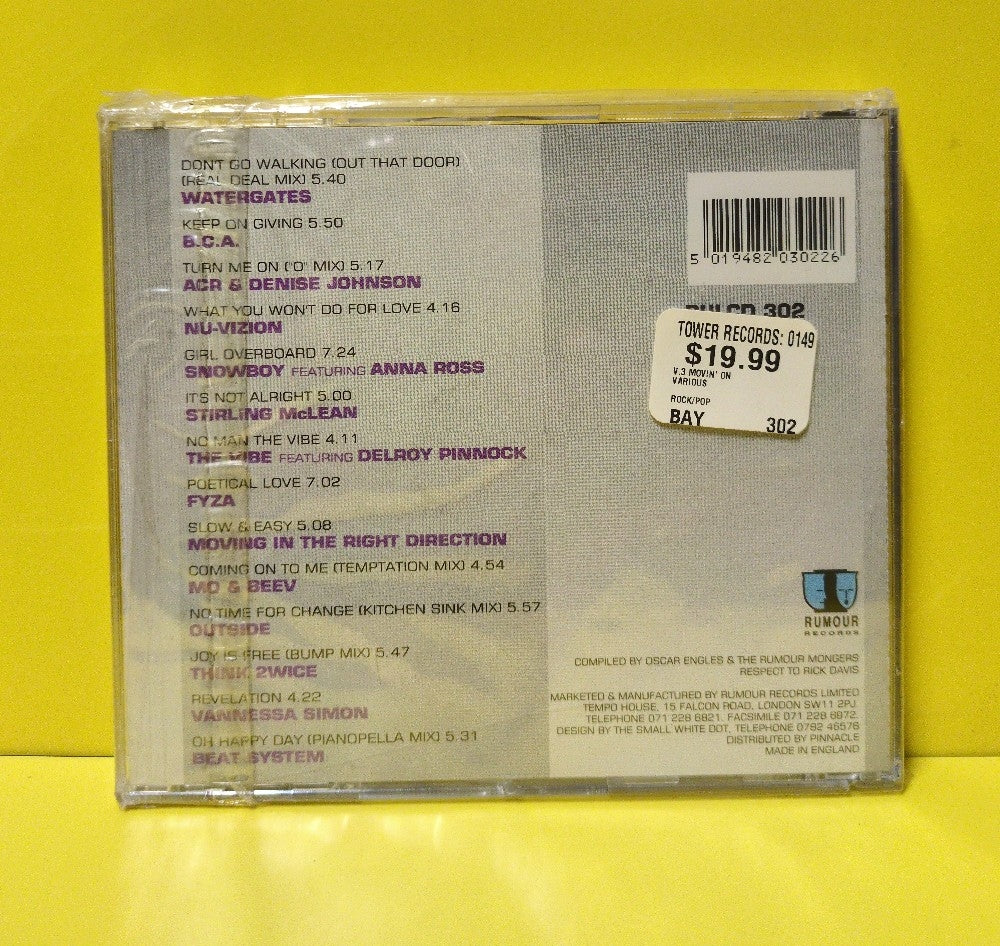 DON'T GO WALKING (OUT THAT DOOR)
(REAL DEAL MIX) 5.40
WATERGATES
KEEP ON GIVING 5.50
B.C.A.
TURN ME ON ("O" MIX) 5.17
ACR & DENISE JOHNSON
WHAT YOU WON'T DO FOR LOVE 4.16
NU-VIZION
GIRL OVERBOARD 7.24
SNOWBOY FEATURING ANNA ROSS
IT'S NOT ALRIGHT 5.00
STIRLING McLEAN
NO MAN THE VIBE 4.11
THE VIBE FEATURING DELROY PINNOCK
POETICAL LOVE 7.02
FYZA
SLOW & EASY 5.08
MOVING IN THE RIGHT DIRECTION
COMING ON TO ME (TEMPTATION MIX) 4.54
MO & BEEV
NO TIME FOR CHANGE (KITCHEN SINK MIX) 5.57
OUTSIDE
JOY IS FREE (BUMP MIX) 5.47
THINK 2WICE
REVELATION 4.22
VANNESSA SIMON
OH HAPPY DAY (PIANOPELLA MIX) 5.31
BEAT SYSTEM
5 019482 030226
302
TOWER RECORDS: 0149
$19.99
V.3 MOVIN' ON
VARIOUS
ROCK/POP
BAY 302
RUMOUR
RECORDS
COMPILED BY OSCAR ENGLES & THE RUMOUR MONGERS
RESPECT TO RICK DAVIS
MARKETED & MANUFACTURED BY RUMOUR RECORDS LIMITED
TEMPO HOUSE, 15 FALCON ROAD, LONDON SW11 2PJ.
TELEPHONE 071 228 6821. FACSIMILE 071 228 6972.
DESIGN BY THE SMALL WHITE DOT, TELEPHONE 0792 46576
DISTRIBUTED BY PINNACLE
MADE IN ENGLAND